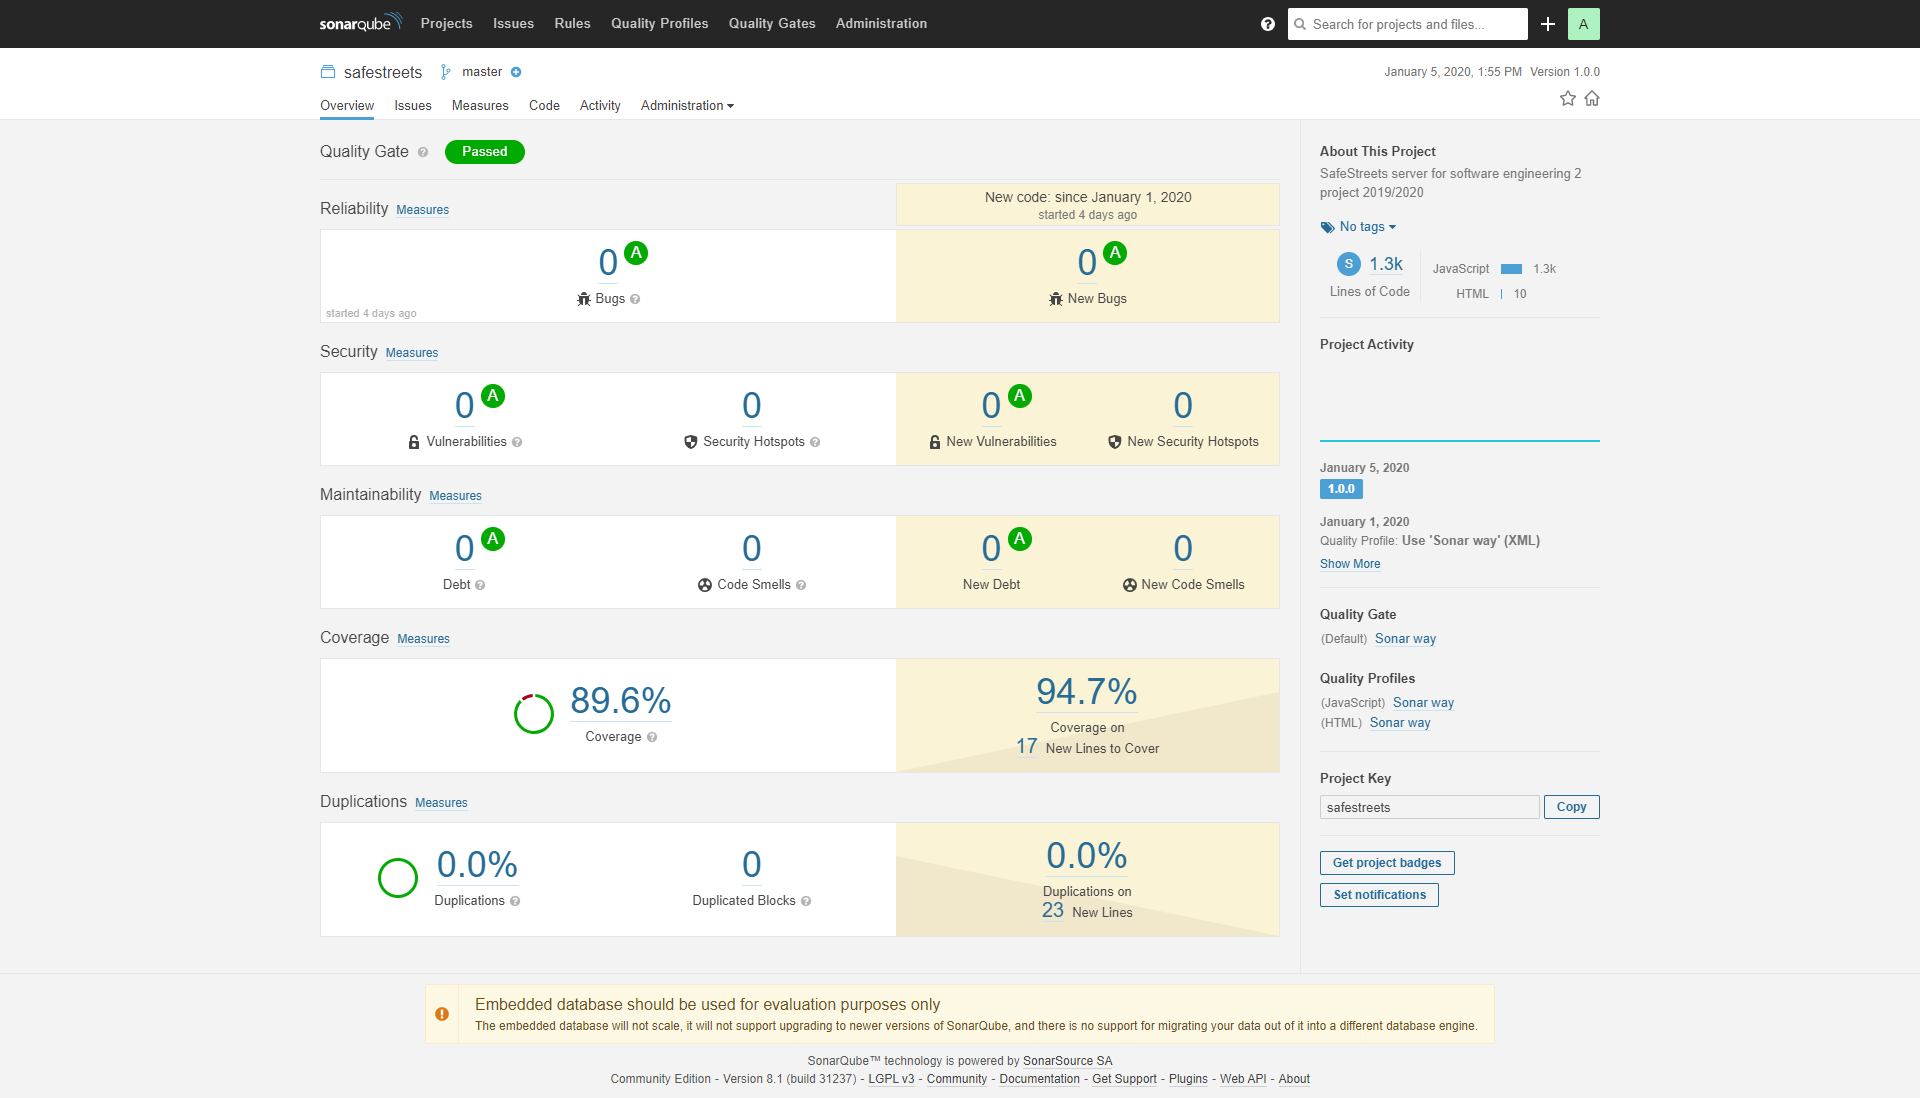 sonarqube Projects Issues Rules Quality Profiles Quality Gates Administration Search for projects and files... A
safestreets master January 5, 2020, 1:55 PM Version 1.0.0
Overview Issues Measures Code Activity Administration
Quality Gate Passed
New code: since January 1, 2020
started 4 days ago
Reliability Measures
0 A
Bugs
started 4 days ago
0 A
New Bugs
Security Measures
0 A
Vulnerabilities
0
Security Hotspots
0 A
New Vulnerabilities
0
New Security Hotspots
Maintainability Measures
0 A
Debt
0
Code Smells
0 A
New Debt
0
New Code Smells
Coverage Measures
89.6%
Coverage
94.7%
Coverage on
17 New Lines to Cover
Duplications Measures
0.0%
Duplications
0
Duplicated Blocks
0.0%
Duplications on
23 New Lines
About This Project
SafeStreets server for software engineering 2
project 2019/2020
No tags
S 1.3k
Lines of Code
JavaScript 1.3k
HTML 10
Project Activity
January 5, 2020
1.0.0
January 1, 2020
Quality Profile: Use 'Sonar way' (XML)
Show More
Quality Gate
(Default) Sonar way
Quality Profiles
(JavaScript) Sonar way
(HTML) Sonar way
Project Key
safestreets Copy
Get project badges
Set notifications
Embedded database should be used for evaluation purposes only
The embedded database will not scale, it will not support upgrading to newer versions of SonarQube, and there is no support for migrating your data out of it into a different database engine.
SonarQube™ technology is powered by SonarSource SA
Community Edition - Version 8.1 (build 31237) - LGPL v3 - Community - Documentation - Get Support - Plugins - Web API - About